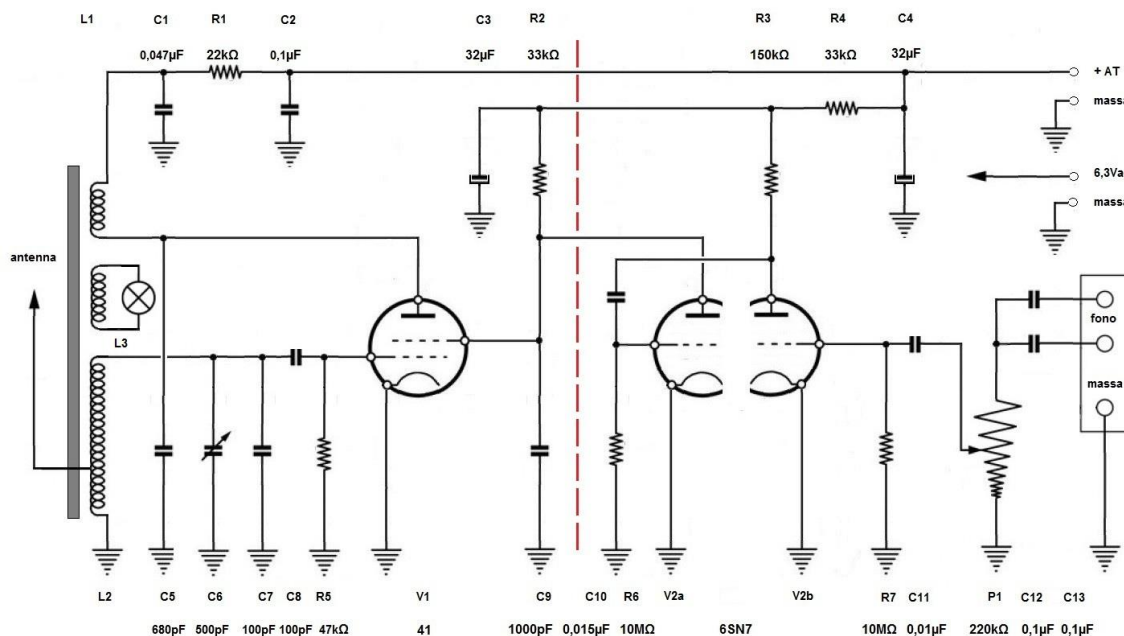 L1 C1 R1 C2 C3 R2 R3 R4 C4
0,047µF 22kΩ 0,1µF 32µF 33kΩ 150kΩ 33kΩ 32µF
+ AT
massa
6,3Va
massa
antenna
L3
fono
massa
L2 C5 C6 C7 C8 R5 V1 C9 C10 R6 V2a V2b R7 C11 P1 C12 C13
680pF 500pF 100pF 100pF 47kΩ 41 1000pF 0,015µF 10MΩ 6SN7 10MΩ 0,01µF 220kΩ 0,1µF 0,1µF